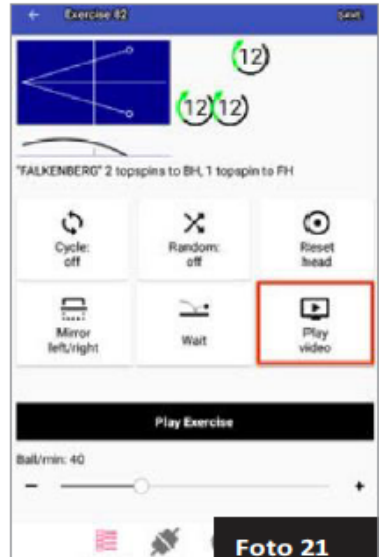 Exercise 82
SAVE
12
12 12
"FALKENBERG" 2 topspins to BH, 1 topspin to FH
Cycle:
off
Random:
off
Reset
head
Mirror
left/right
Wait
Play
video
Play Exercise
Ball/min: 40
- +
Foto 21